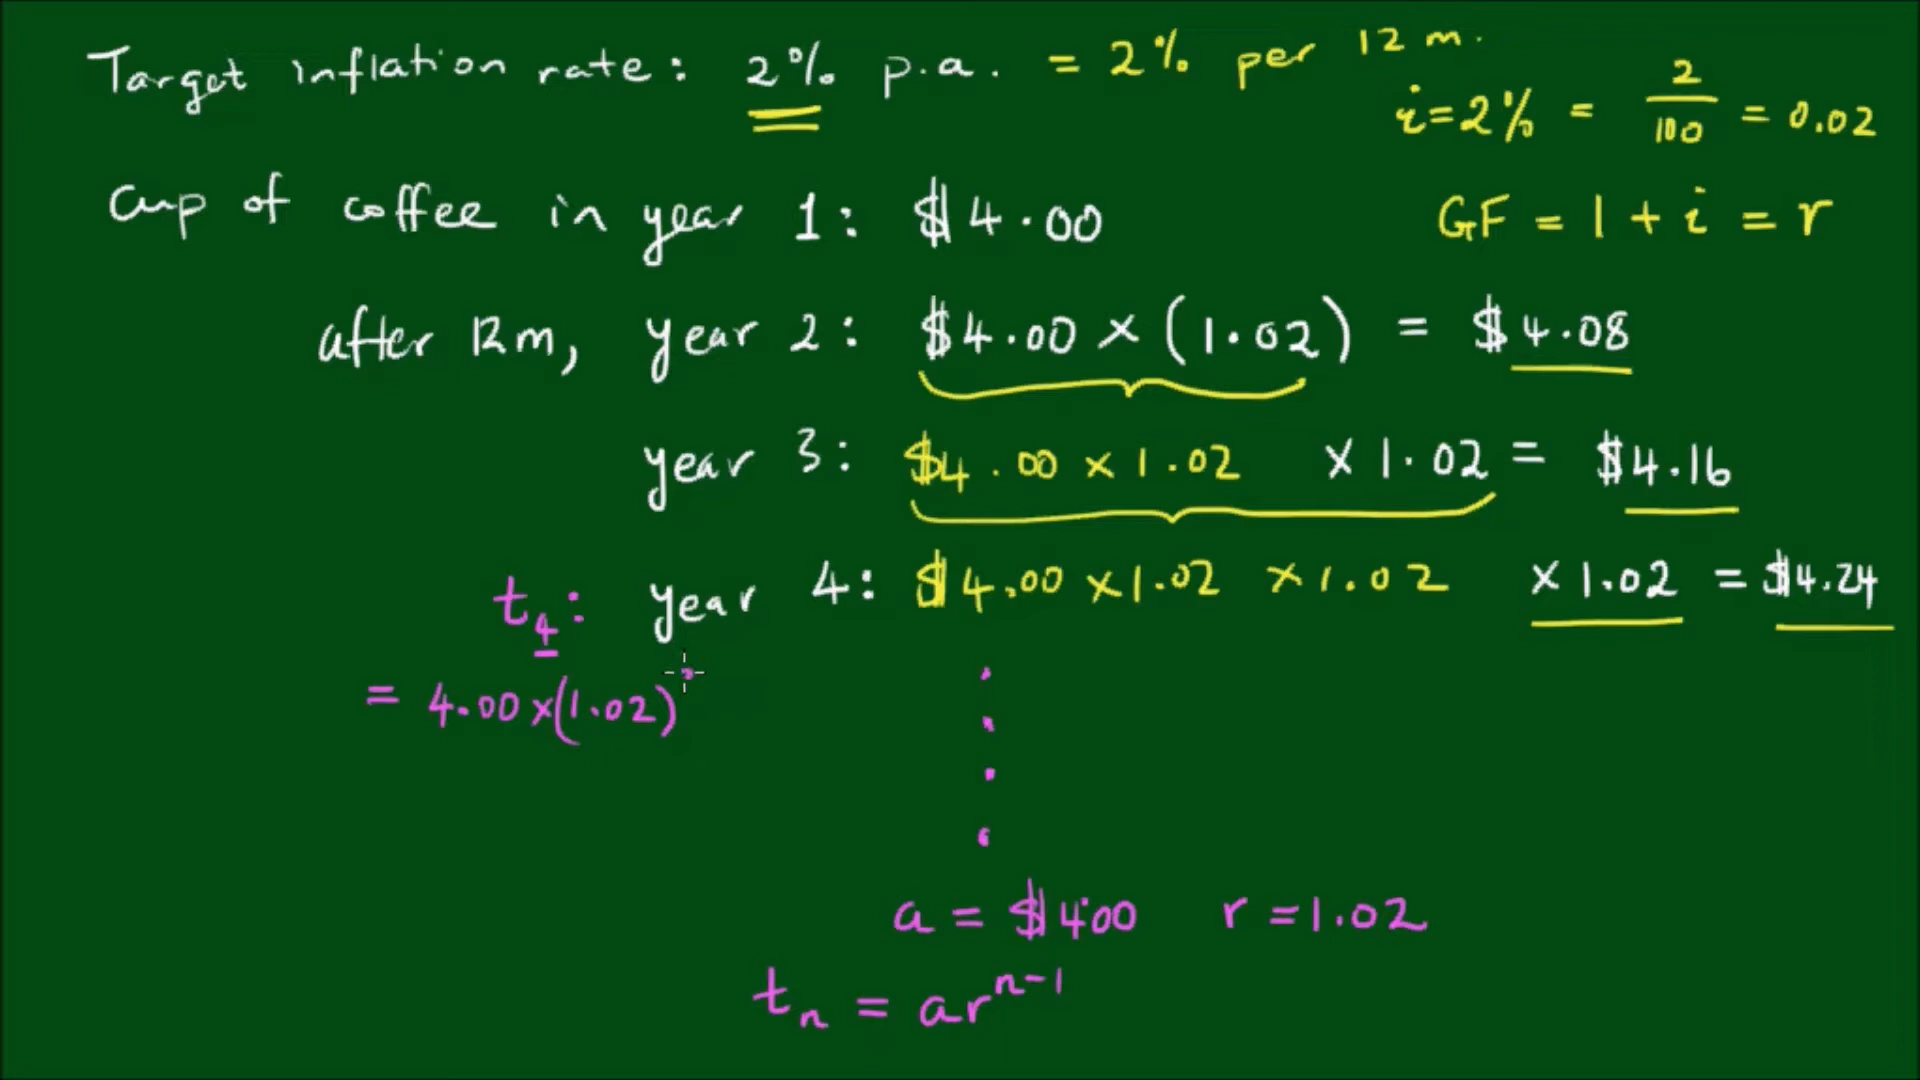 Target inflation rate: 2% p.a. = 2% per 12 m.
i=2% = 2/100 = 0.02
Cup of coffee in year 1: $4.00
GF = 1 + i = r
after 12m, year 2: $4.00 × (1.02) = $4.08
year 3: $4.00 × 1.02 × 1.02 = $4.16
t4: year 4: $4.00 × 1.02 × 1.02 × 1.02 = $4.24
= 4.00 ×(1.02)
a = $4.00 r = 1.02
tn = ar^n-1